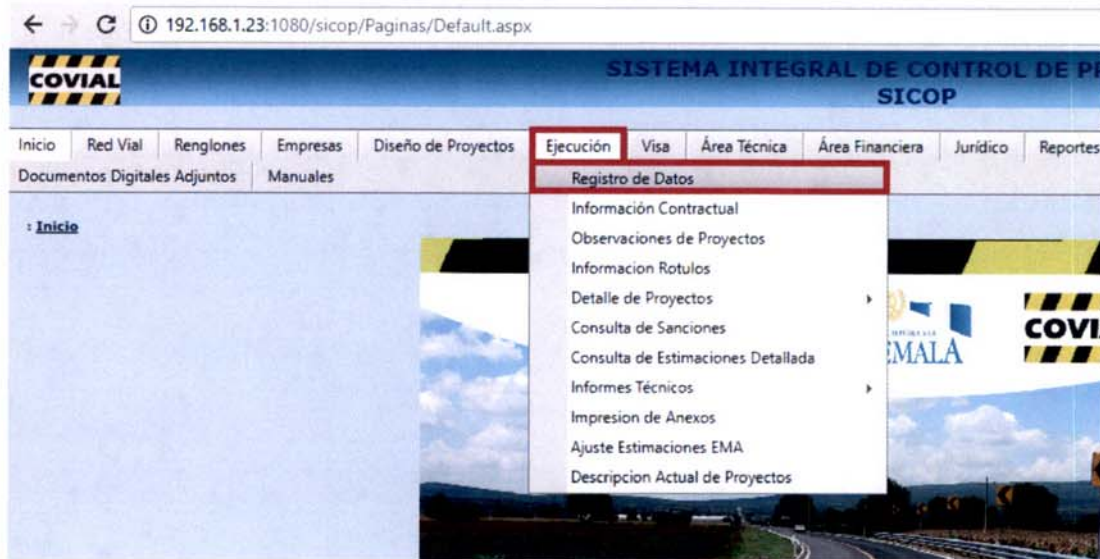 192.168.1.23:1080/sicop/Paginas/Default.aspx
COVIAL
SISTEMA INTEGRAL DE CONTROL DE
SICOP
Inicio Red Vial Renglones Empresas Diseño de Proyectos Ejecución Visa Área Técnica Área Financiera Jurídico Reportes
Documentos Digitales Adjuntos Manuales
Registro de Datos
: Inicio
Información Contractual
Observaciones de Proyectos
Informacion Rotulos
Detalle de Proyectos
Consulta de Sanciones
Consulta de Estimaciones Detallada
Informes Técnicos
Impresion de Anexos
Ajuste Estimaciones EMA
Descripcion Actual de Proyectos
EMALA
COVI